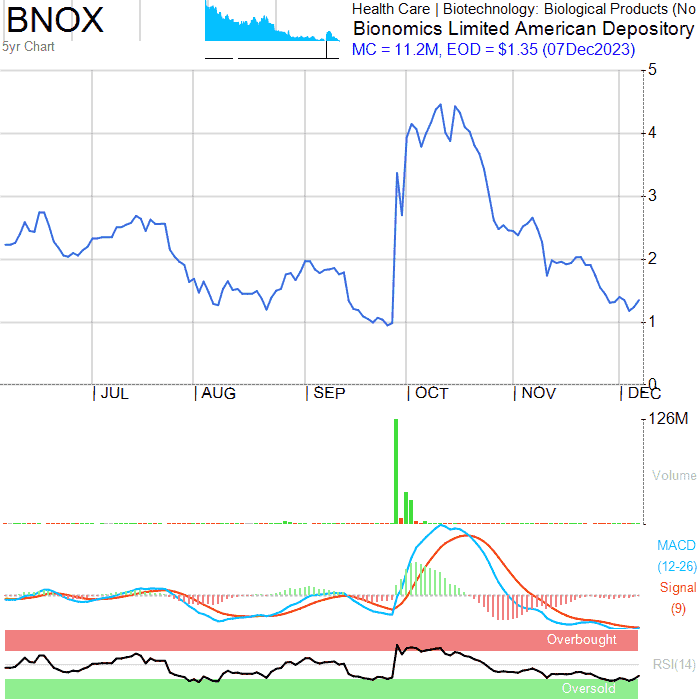 BNOX
5yr Chart
Health Care | Biotechnology: Biological Products (No
Bionomics Limited American Depository
MC = 11.2M, EOD = $1.35 (07Dec2023)
5
4
3
2
1
0
JUL
AUG
SEP
OCT
NOV
DEC
126M
Volume
MACD
(12-26)
Signal
(9)
Overbought
RSI(14)
Oversold